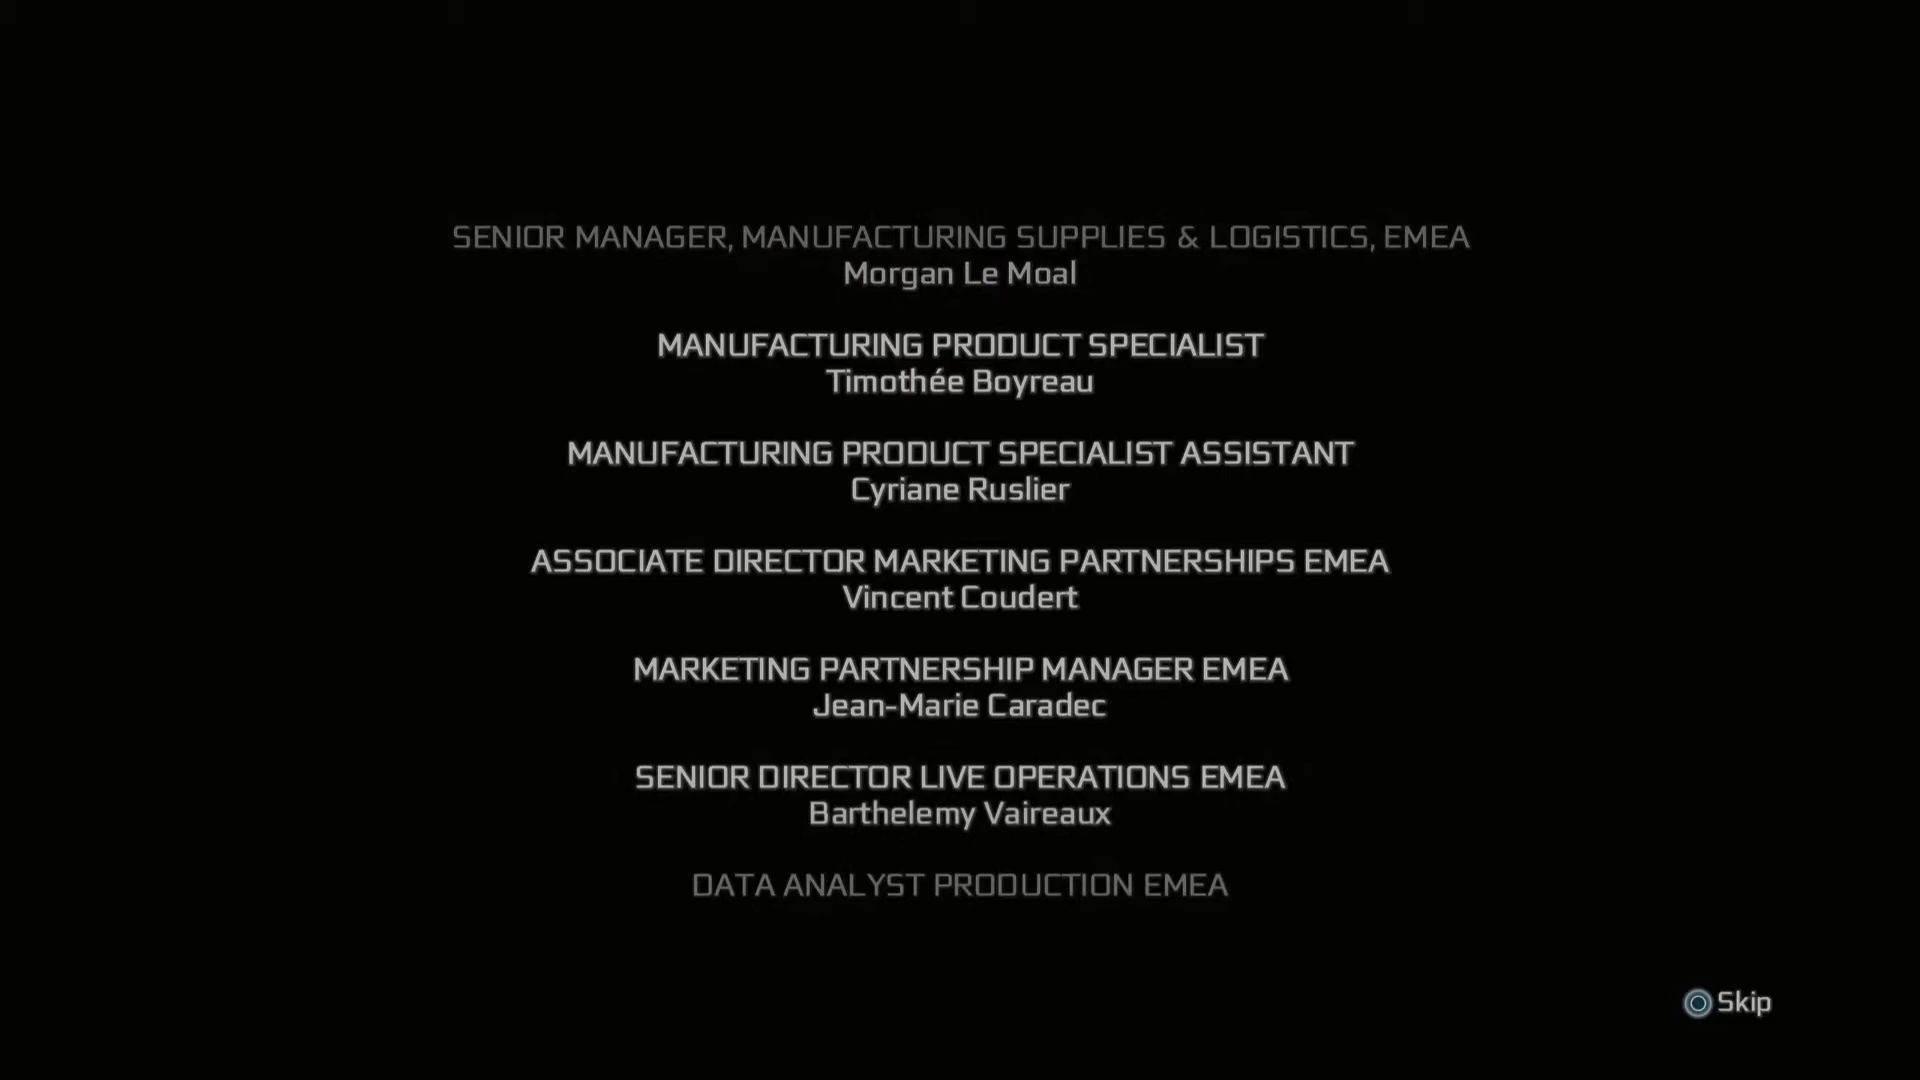 SENIOR MANAGER, MANUFACTURING SUPPLIES & LOGISTICS, EMEA
Morgan Le Moal
MANUFACTURING PRODUCT SPECIALIST
Timothée Boyreau
MANUFACTURING PRODUCT SPECIALIST ASSISTANT
Cyriane Ruslier
ASSOCIATE DIRECTOR MARKETING PARTNERSHIPS EMEA
Vincent Coudert
MARKETING PARTNERSHIP MANAGER EMEA
Jean-Marie Caradec
SENIOR DIRECTOR LIVE OPERATIONS EMEA
Barthelemy Vaireaux
DATA ANALYST PRODUCTION EMEA
Skip